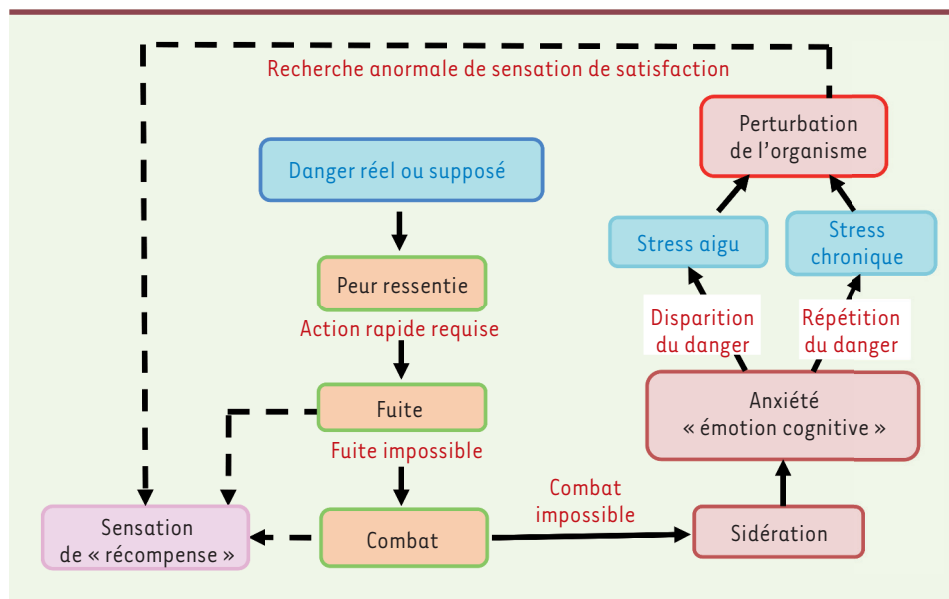 Recherche anormale de sensation de satisfaction
Perturbation
de l’organisme
Danger réel ou supposé
Stress aigu
Stress
chronique
Peur ressentie
Action rapide requise
Disparition
du danger
Répétition
du danger
Fuite
Anxiété
« émotion cognitive »
Fuite impossible
Combat
impossible
Sensation
de « récompense »
Combat
Sidération